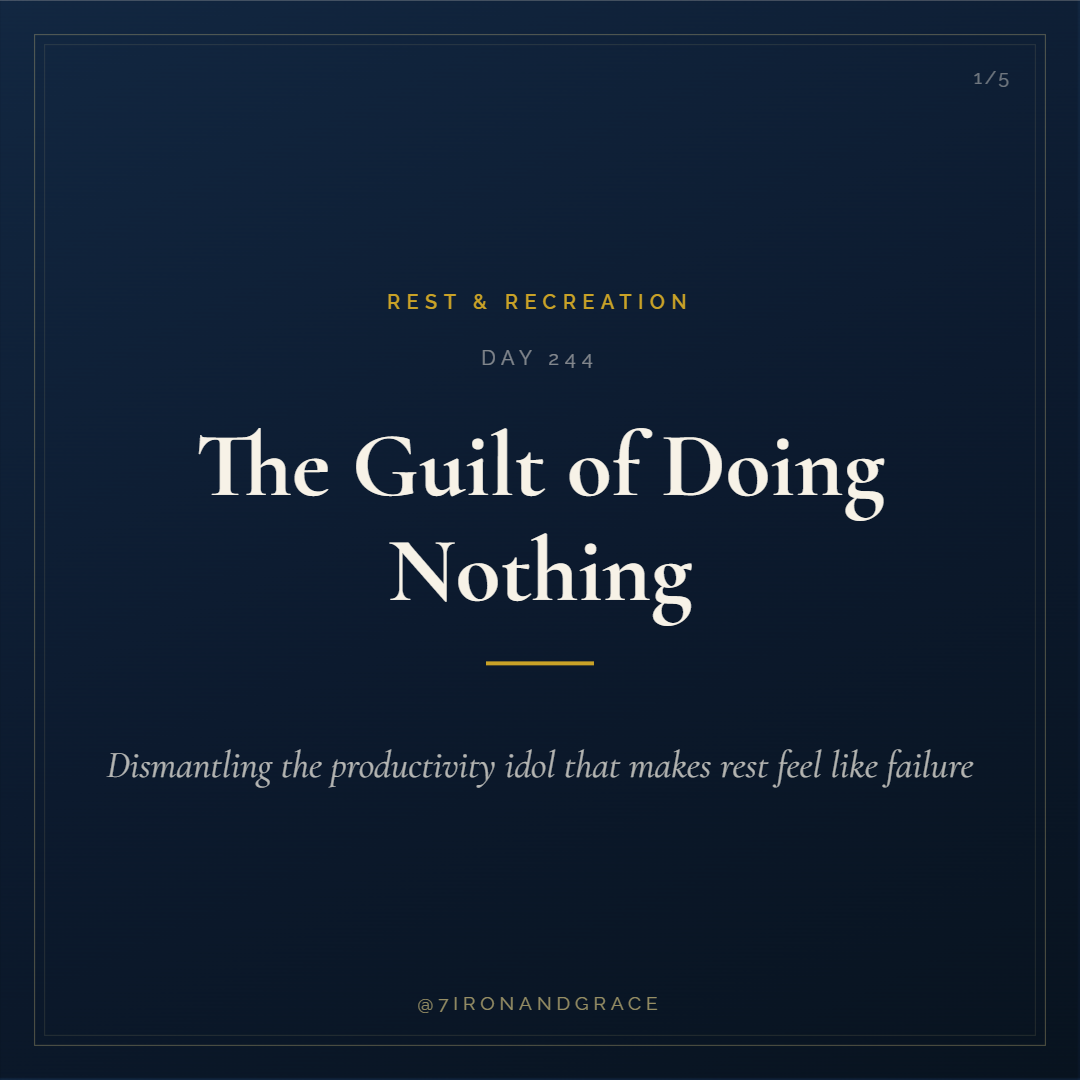 1/5
REST & RECREATION
DAY 244
The Guilt of Doing
Nothing
Dismantling the productivity idol that makes rest feel like failure
@7IRONANDGRACE